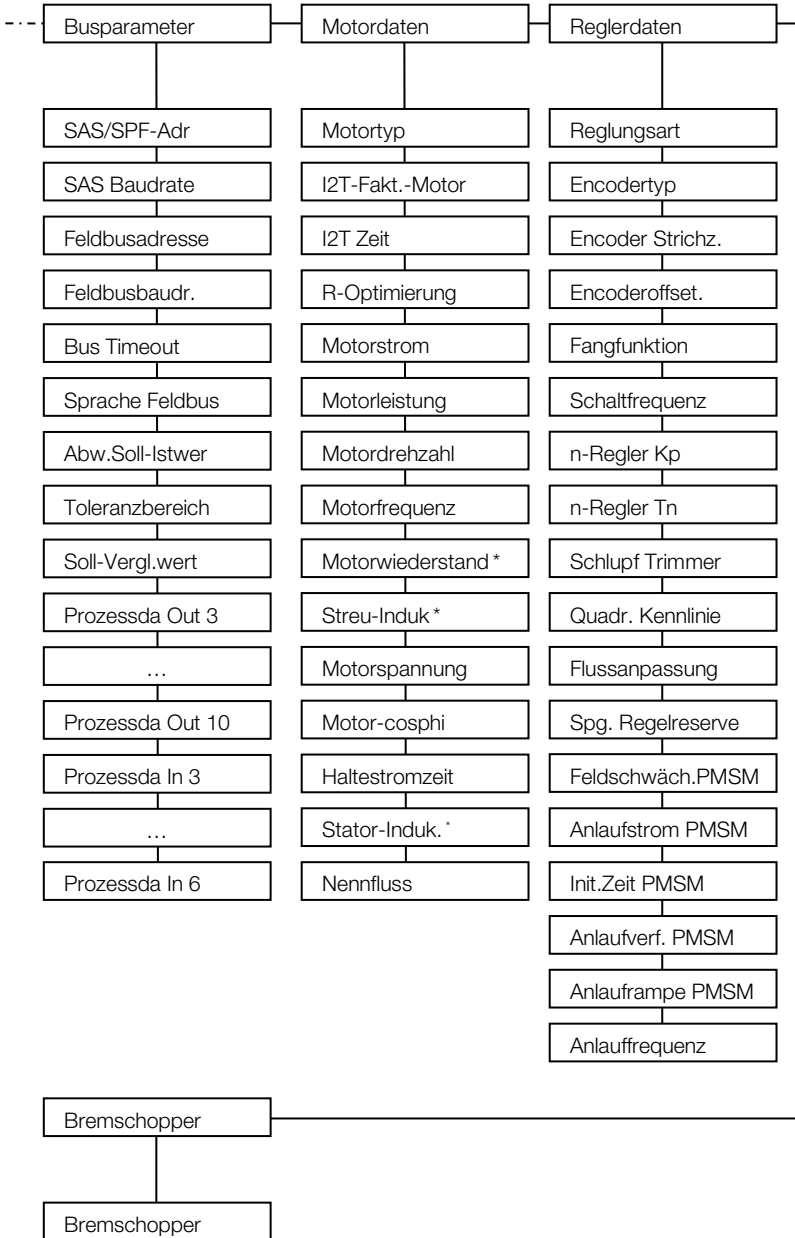 Busparameter
SAS/SPF-Adr
SAS Baudrate
Feldbusadresse
Feldbusbaudr.
Bus Timeout
Sprache Feldbus
Abw.Soll-Istwer
Toleranzbereich
Soll-Vergl.wert
Prozessda Out 3
…
Prozessda Out 10
Prozessda In 3
…
Prozessda In 6
Motordaten
Motortyp
I2T-Fakt.-Motor
I2T Zeit
R-Optimierung
Motorstrom
Motorleistung
Motordrehzahl
Motorfrequenz
Motorwiederstand *
Streu-Induk *
Motorspannung
Motor-cosphi
Haltestromzeit
Stator-Induk. *
Nennfluss
Reglerdaten
Reglungsart
Encodertyp
Encoder Strichz.
Encoderoffset.
Fangfunktion
Schaltfrequenz
n-Regler Kp
n-Regler Tn
Schlupf Trimmer
Quadr. Kennlinie
Flussanpassung
Spg. Regelreserve
Feldschwäch.PMSM
Anlaufstrom PMSM
Init.Zeit PMSM
Anlaufverf. PMSM
Anlauframpe PMSM
Anlauffrequenz
Bremschopper
Bremschopper